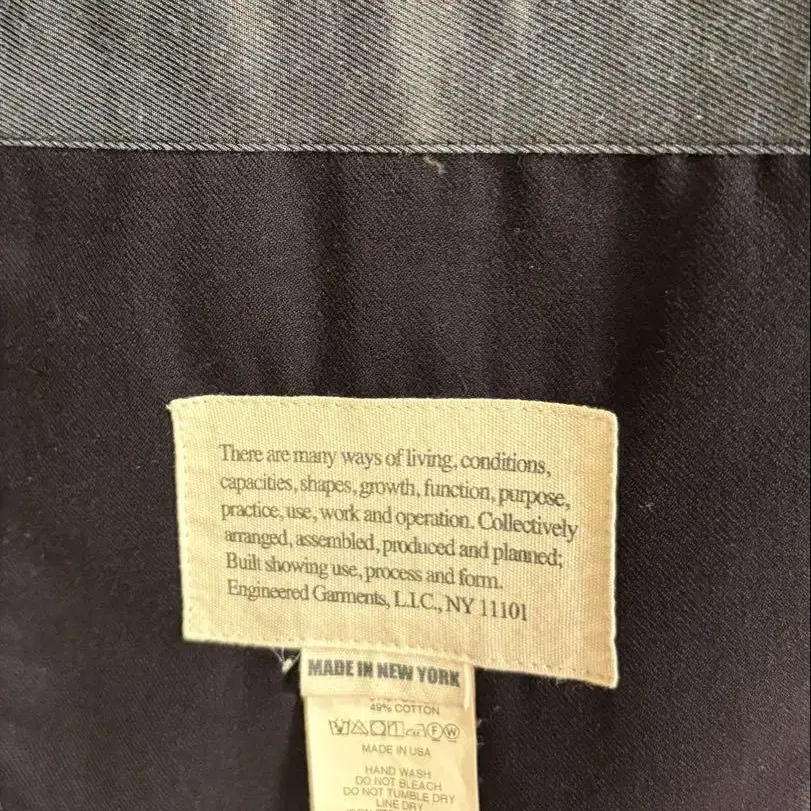 There are many ways of living, conditions,
capacities, shapes, growth, function, purpose,
practice, use, work and operation. Collectively
arranged, assembled, produced and planned;
Built showing use, process and form.
Engineered Garments, L.I.C., NY 11101
MADE IN NEW YORK
49% COTTON
F W
MADE IN USA
HAND WASH
DO NOT BLEACH
DO NOT TUMBLE DRY
LINE DRY